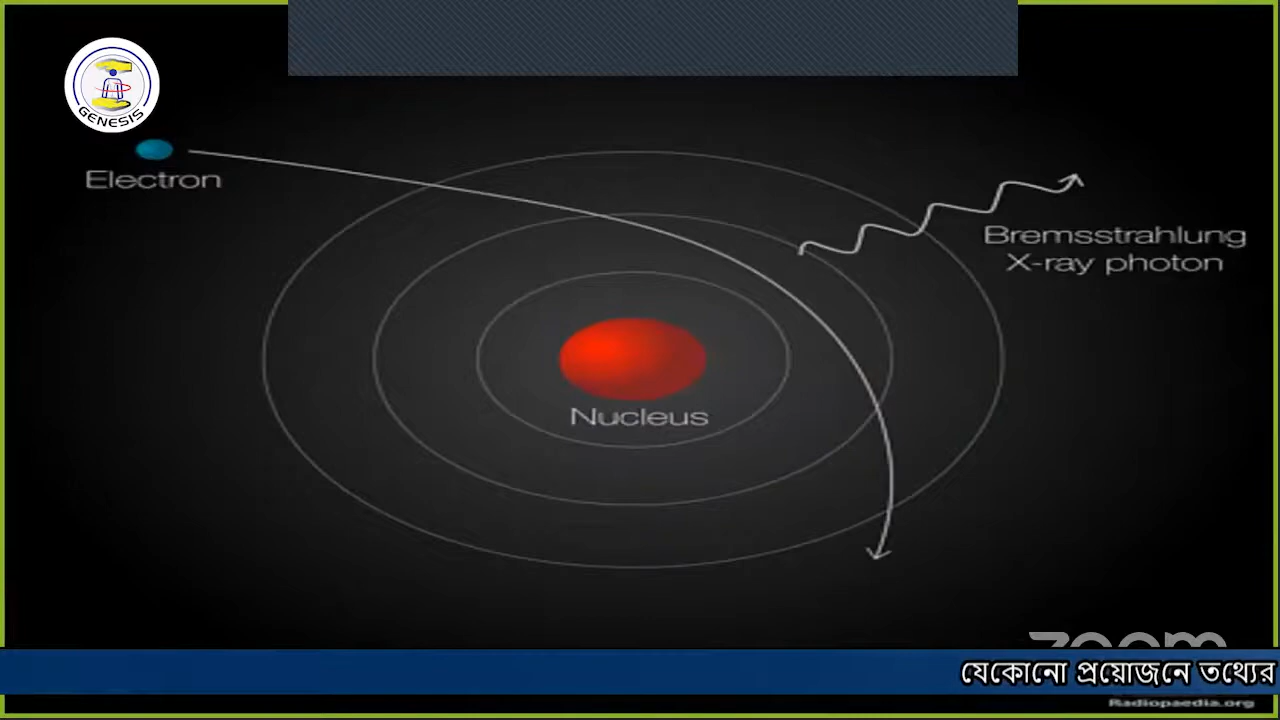 GENESIS
Electron
Bremsstrahlung
X-ray photon
Nucleus
zoom
যেকোনো প্রয়োজনে তথ্যের
Radiopaedia.org